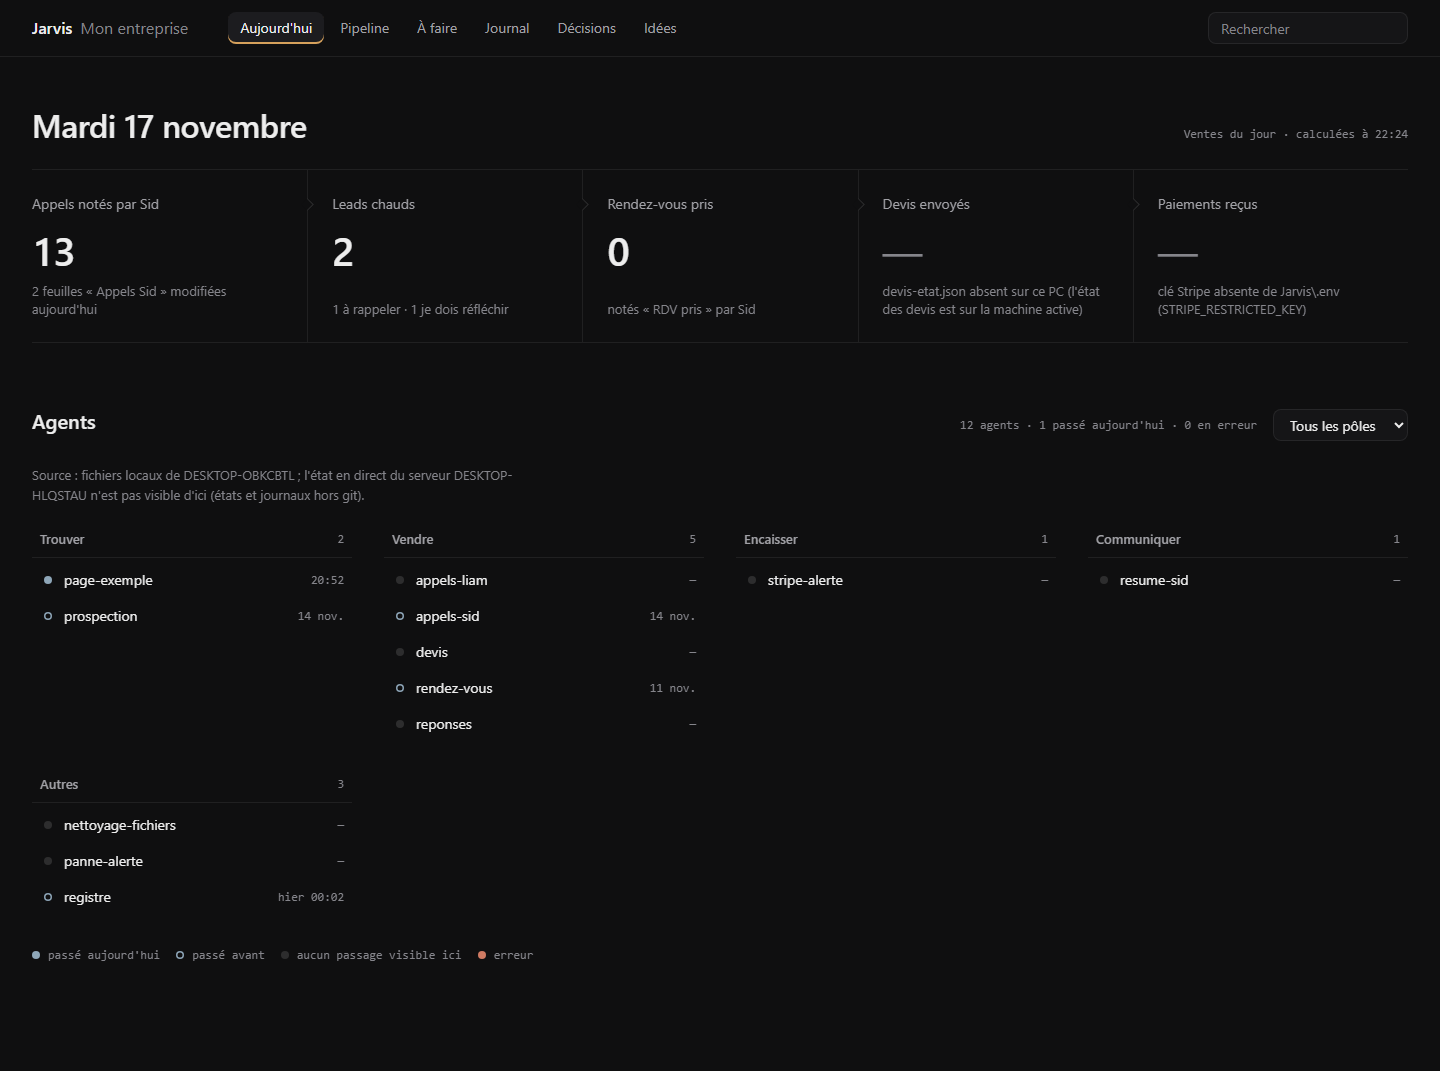 Jarvis Mon entreprise Aujourd'hui Pipeline À faire Journal Décisions Idées Rechercher
Mardi 17 novembre
Ventes du jour · calculées à 22:24
Appels notés par Sid
13
2 feuilles « Appels Sid » modifiées
aujourd'hui
Leads chauds
2
1 à rappeler · 1 je dois réfléchir
Rendez-vous pris
0
notés « RDV pris » par Sid
Devis envoyés
—
devis-etat.json absent sur ce PC (l'état
des devis est sur la machine active)
Paiements reçus
—
clé Stripe absente de Jarvis\.env
(STRIPE_RESTRICTED_KEY)
Agents
12 agents · 1 passé aujourd'hui · 0 en erreur
Tous les pôles
Source : fichiers locaux de DESKTOP-OBKCBTL ; l'état en direct du serveur DESKTOP-
HLQSTAU n'est pas visible d'ici (états et journaux hors git).
Trouver 2
page-exemple 20:52
prospection 14 nov.
Vendre 5
appels-liam —
appels-sid 14 nov.
devis —
rendez-vous 11 nov.
reponses —
Encaisser 1
stripe-alerte —
Communiquer 1
resume-sid —
Autres 3
nettoyage-fichiers —
panne-alerte —
registre hier 00:02
passé aujourd'hui passé avant aucun passage visible ici erreur